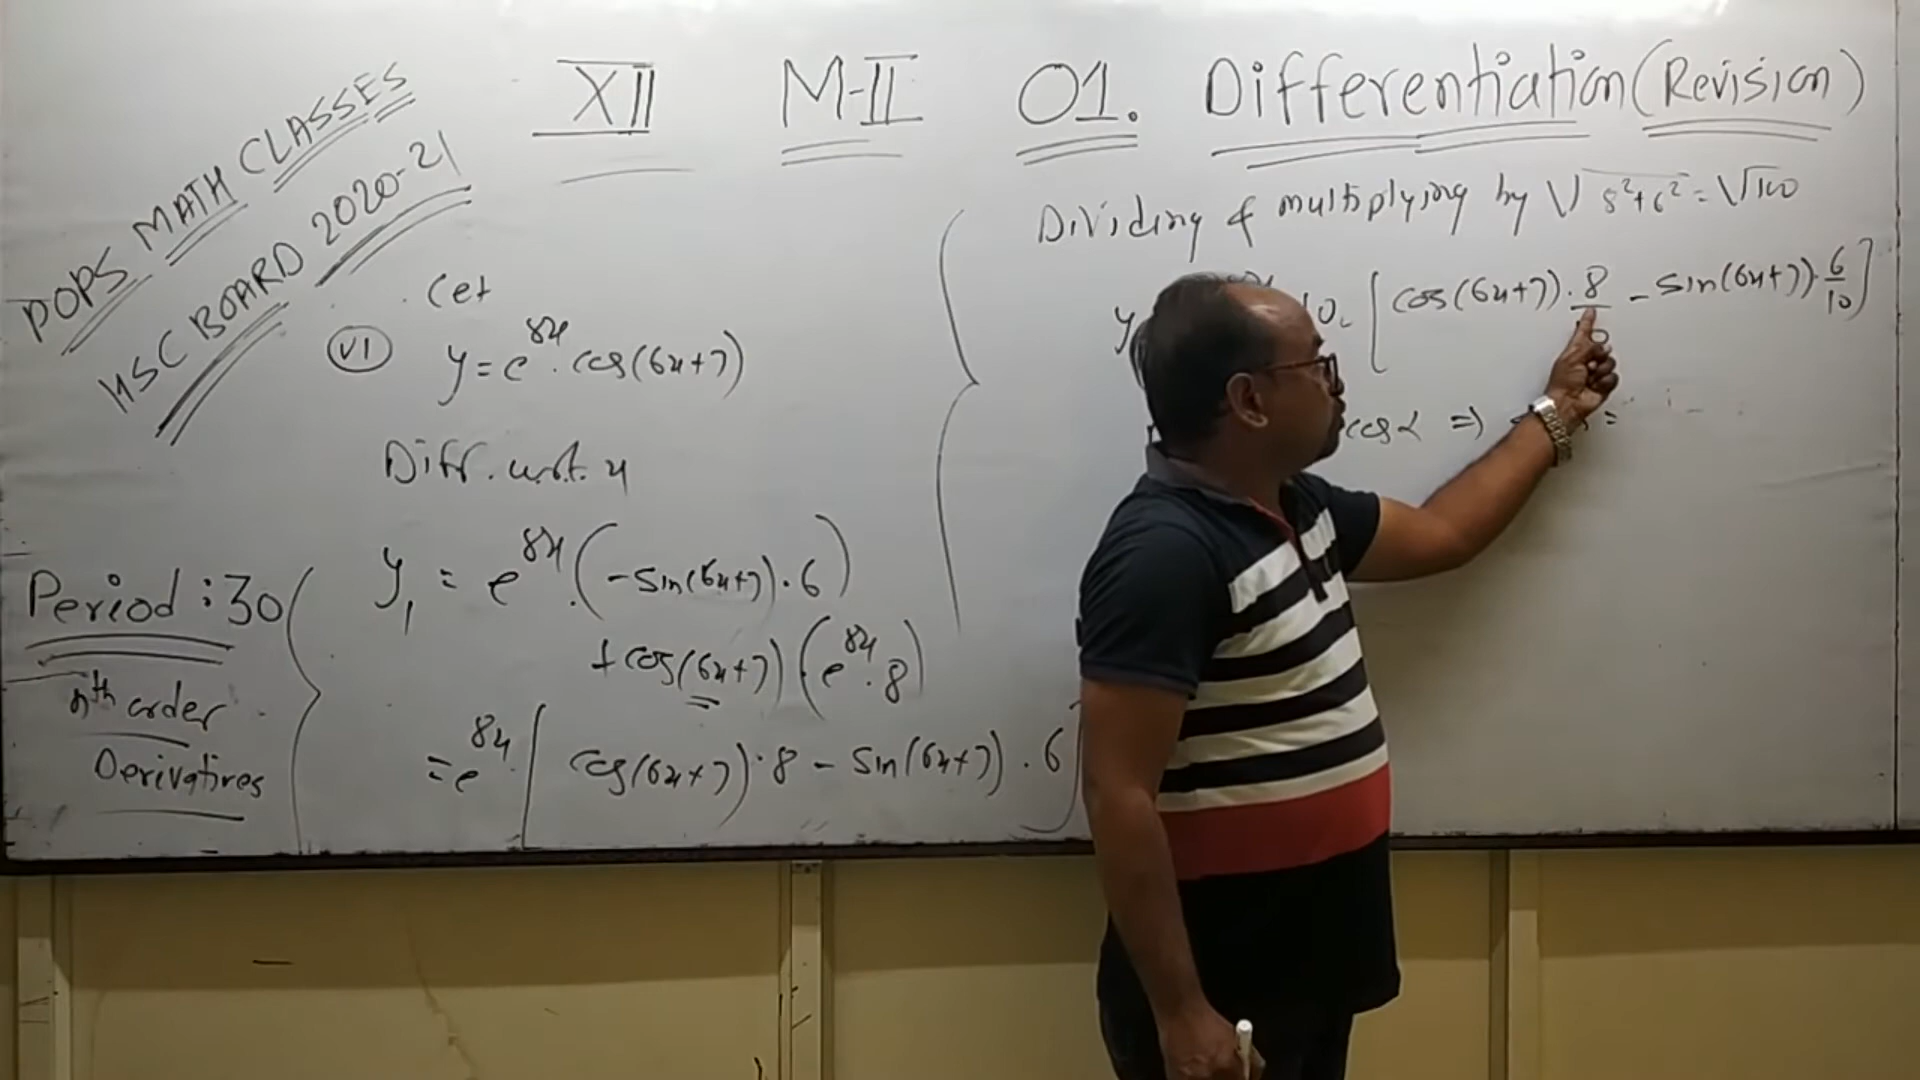 POPS MATH CLASSES
HSC BOARD 2020-21
XII M-II 01. Differentiation (Revision)
Let
(VI) y = e^8x . cos(6x+7)
Diff. w.r.t. x
y₁ = e^8x . (-sin(6x+7) . 6)
+ cos(6x+7) (e^8x . 8)
= e^8x . [ cos(6x+7) . 8 - sin(6x+7) . 6 ]
Period : 30
nth order
Derivatives
Dividing & multiplying by √8²+6² = √100
y [ cos(6x+7) . 8/10 - sin(6x+7) . 6/10 ]
cos α ⇒ =